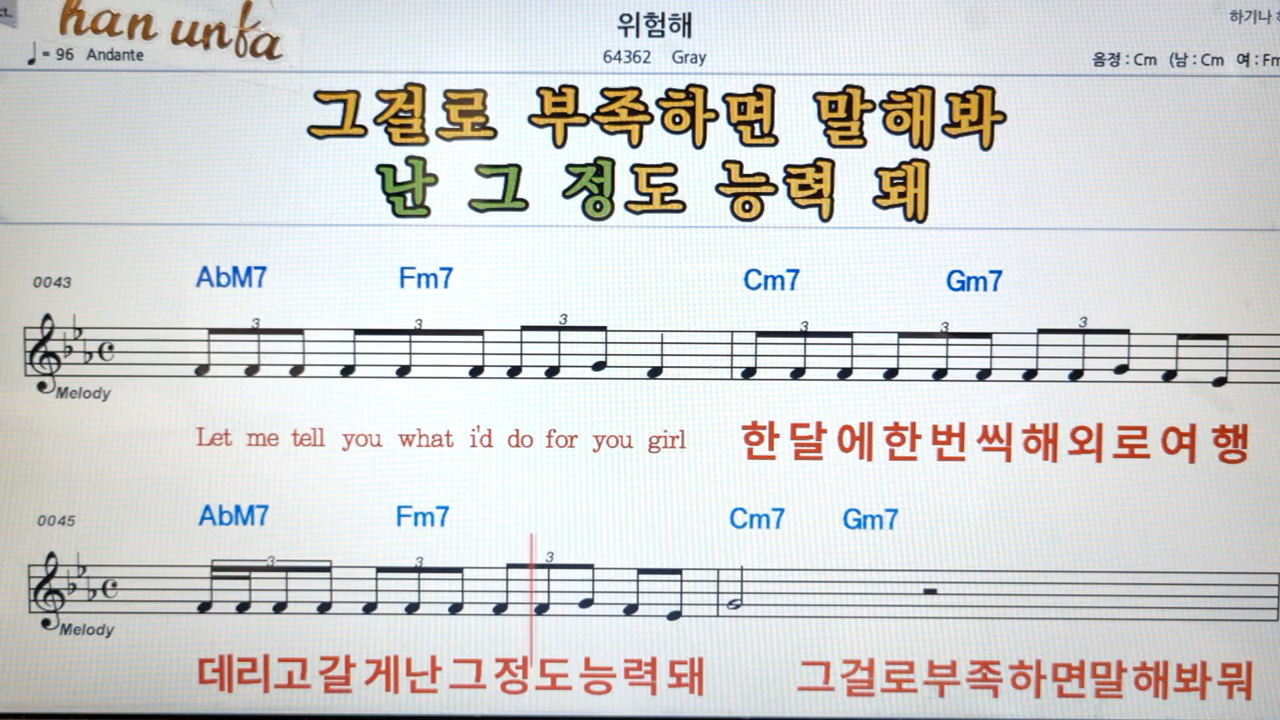 ct.
han unfa
위험해
하기나
♩= 96 Andante
64362 Gray
음정 : Cm (남 : Cm 여 : Fm
그걸로 부족하면 말해봐
난 그 정도 능력 돼
0043
AbM7 Fm7 Cm7 Gm7
3 3 3 3 3 3
Melody
Let me tell you what i'd do for you girl 한 달 에 한 번 씩 해 외 로 여 행
0045
AbM7 Fm7 Cm7 Gm7
3 3 3
Melody
데리고갈 게난 그 정도 능 력 돼 그 걸로부족하면말해봐 뭐